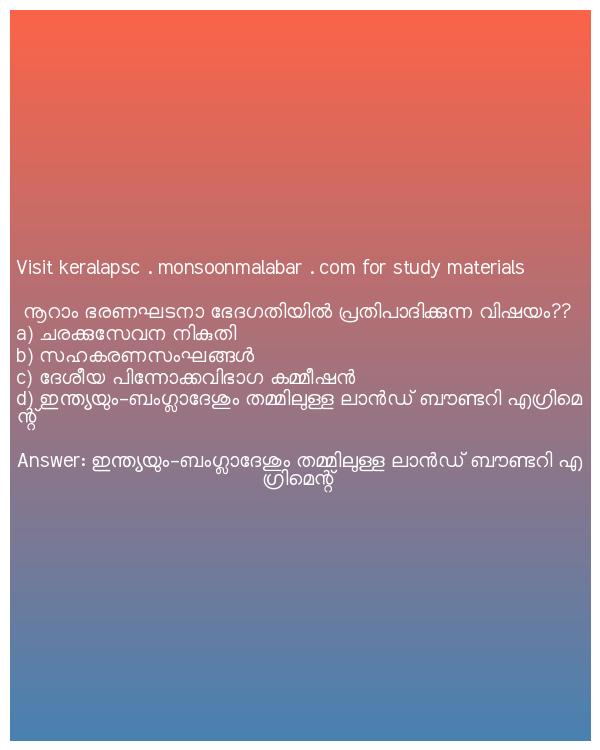 Visit keralapsc . monsoonmalabar . com for study materials
നൂറാം ഭരണഘടനാ ഭേദഗതിയിൽ പ്രതിപാദിക്കുന്ന വിഷയം??
a) ചരക്കുസേവന നികുതി
b) സഹകരണസംഘങ്ങൾ
c) ദേശീയ പിന്നോക്കവിഭാഗ കമ്മീഷൻ
d) ഇന്ത്യയും-ബംഗ്ലാദേശും തമ്മിലുള്ള ലാൻഡ് ബൗണ്ടറി എഗ്രിമെ
ന്റ്
Answer: ഇന്ത്യയും-ബംഗ്ലാദേശും തമ്മിലുള്ള ലാൻഡ് ബൗണ്ടറി എ
ഗ്രിമെന്റ്